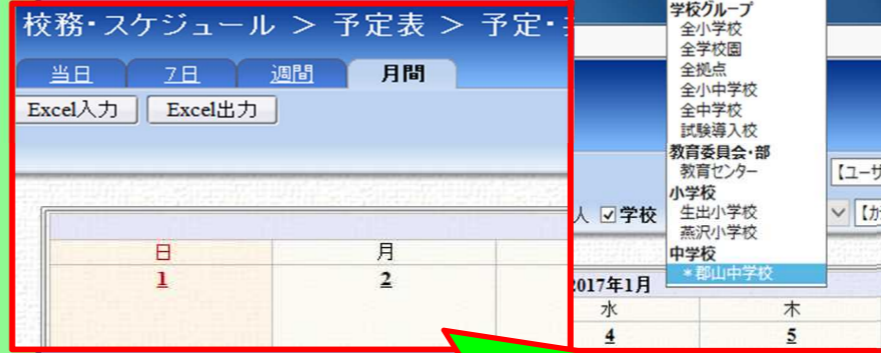 校務・スケジュール ＞ 予定表 ＞ 予定・
当日 7日 週間 月間
Excel入力 Excel出力
日 月
1 2
学校グループ
全小学校
全学校園
全拠点
全小中学校
全中学校
試験導入校
教育委員会・部
教育センター
小学校
生出小学校
燕沢小学校
中学校
＊郡山中学校
【ユーザ
人 学校
【か
2017年1月
水 木
4 5